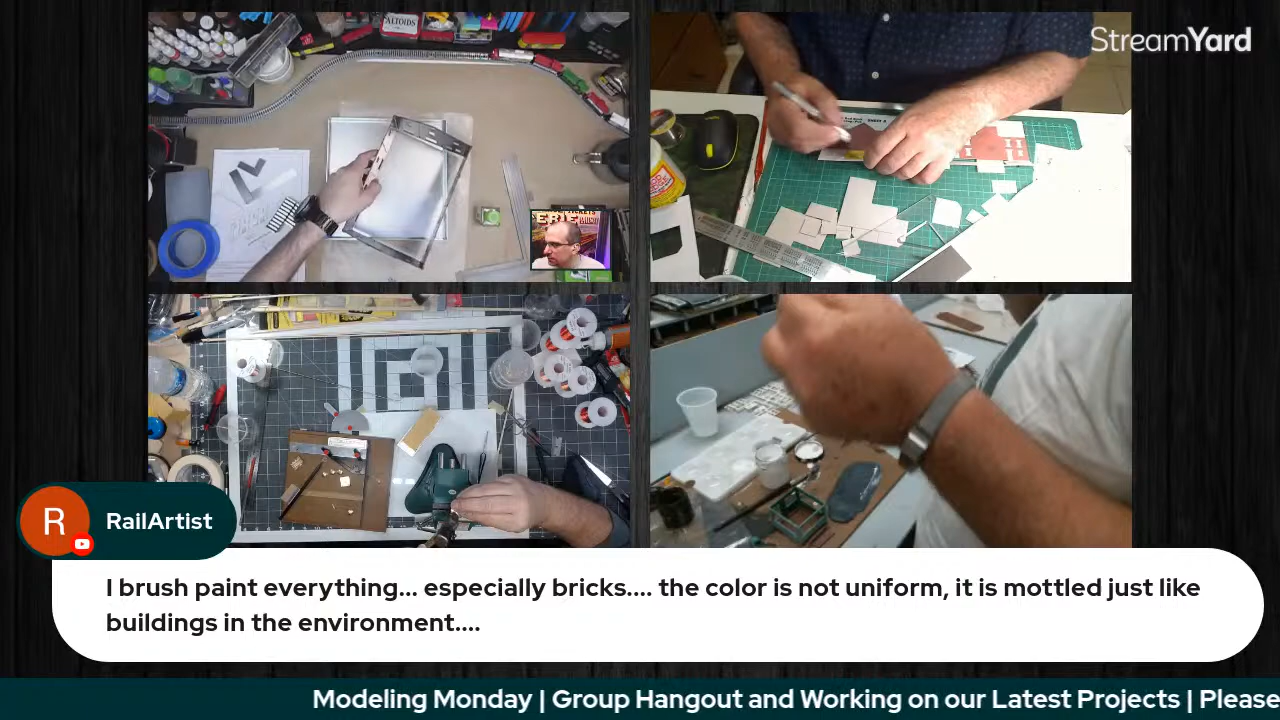 ALTOIDS
StreamYard
ERIE
RailArtist
I brush paint everything... especially bricks.... the color is not uniform, it is mottled just like
buildings in the environment....
Modeling Monday | Group Hangout and Working on our Latest Projects | Please